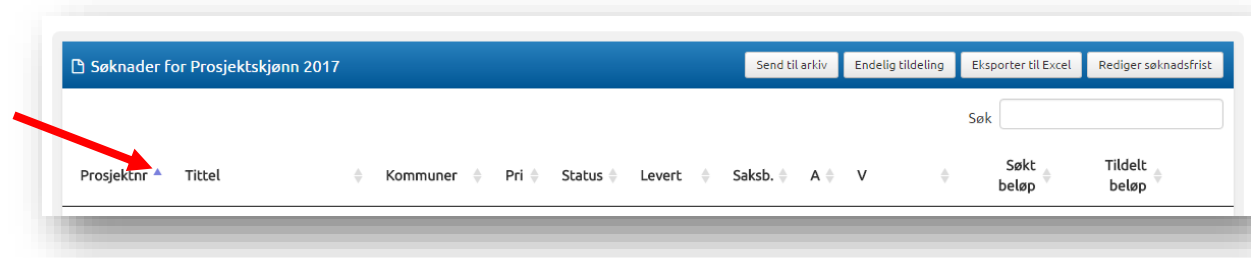 Søknader for Prosjektskjønn 2017 Send til arkiv Endelig tildeling Eksporter til Excel Rediger søknadsfrist
Søk
Prosjektnr Tittel Kommuner Pri Status Levert Saksb. A V Søkt beløp Tildelt beløp